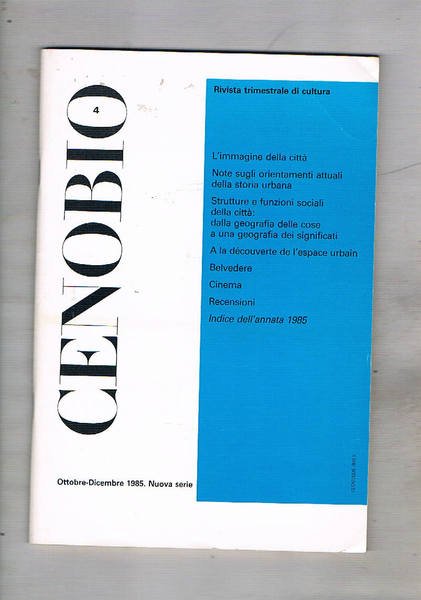 CENOBIO
4
Rivista trimestrale di cultura
L'immagine della città
Note sugli orientamenti attuali
della storia urbana
Strutture e funzioni sociali
della città:
dalla geografia delle cose
a una geografia dei significati
A la découverte de l'espace urbain
Belvedere
Cinema
Recensioni
Indice dell'annata 1985
Ottobre-Dicembre 1985. Nuova serie